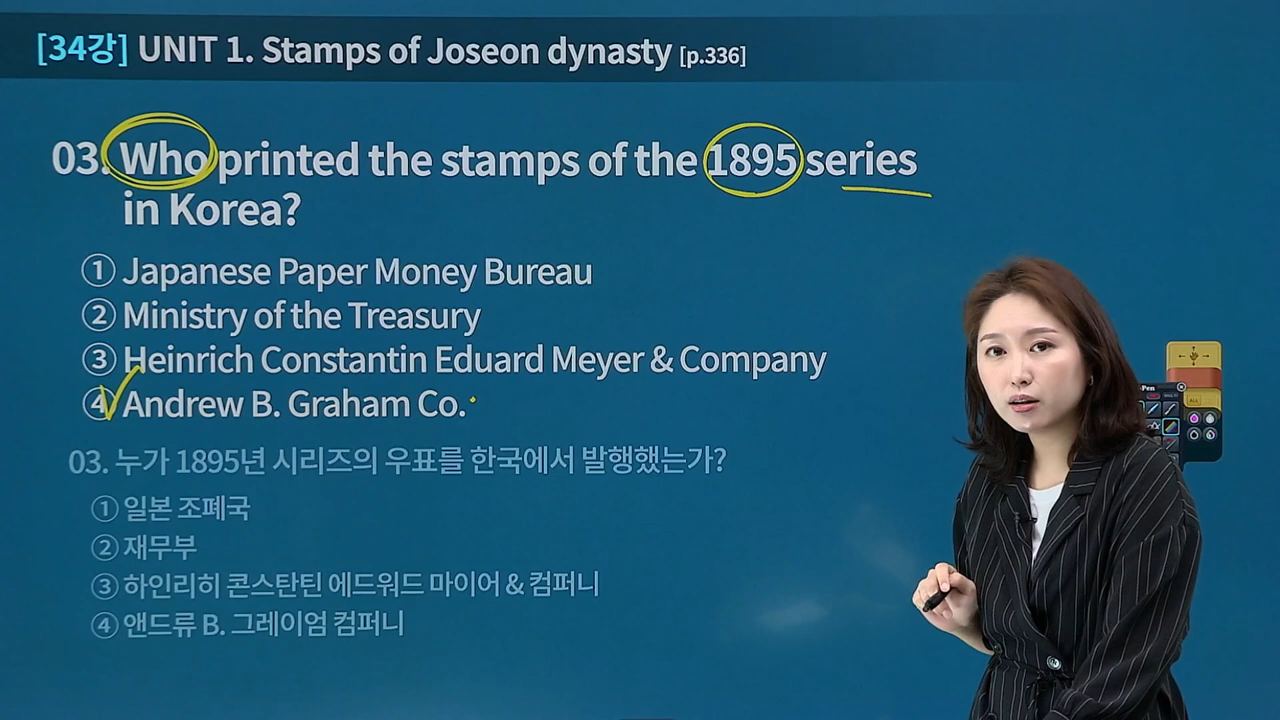 [34강] UNIT 1. Stamps of Joseon dynasty [p.336]
03. Who printed the stamps of the 1895 series
in Korea?
① Japanese Paper Money Bureau
② Ministry of the Treasury
③ Heinrich Constantin Eduard Meyer & Company
④ Andrew B. Graham Co.
03. 누가 1895년 시리즈의 우표를 한국에서 발행했는가?
① 일본 조폐국
② 재무부
③ 하인리히 콘스탄틴 에드워드 마이어 & 컴퍼니
④ 앤드류 B. 그레이엄 컴퍼니
Pen
ALL